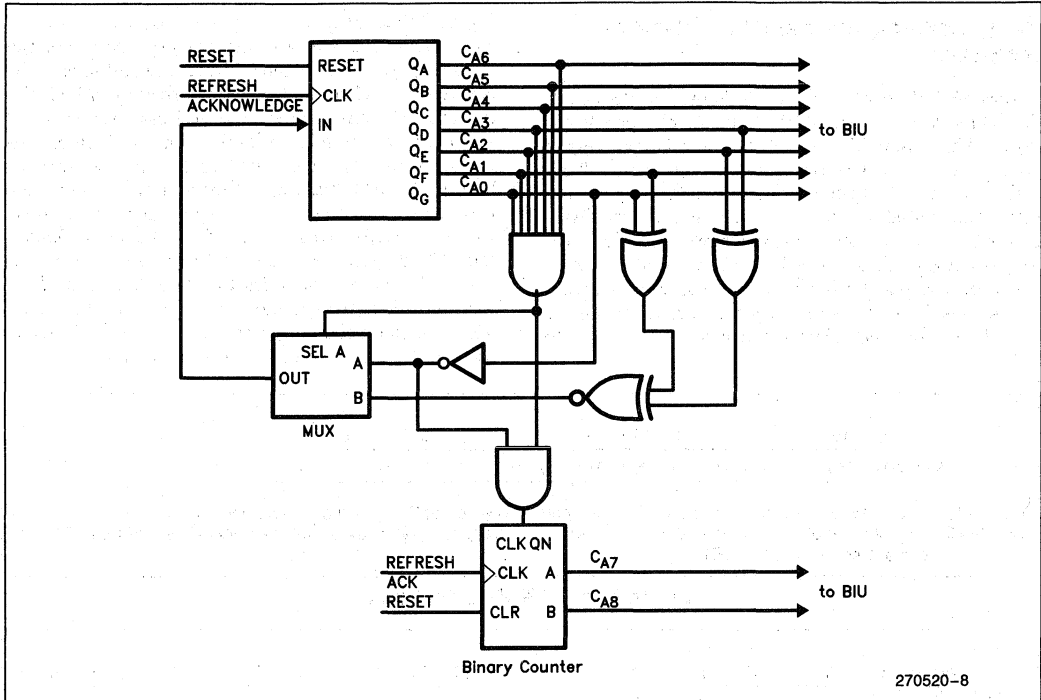 RESET
REFRESH
ACKNOWLEDGE
RESET
CLK
IN
QA
QB
QC
QD
QE
QF
QG
CA6
CA5
CA4
CA3
CA2
CA1
CA0
to BIU
SEL A
A
OUT
B
MUX
REFRESH
ACK
RESET
CLK QN
CLK A
CLR B
CA7
CA8
to BIU
Binary Counter
270520-8